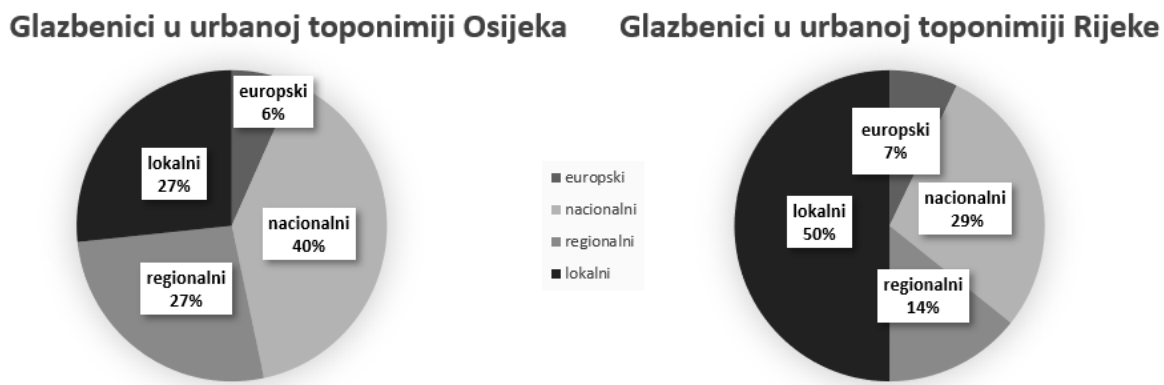 Glazbenici u urbanoj toponimiji Osijeka
europski
6%
nacionalni
40%
regionalni
27%
lokalni
27%
europski
nacionalni
regionalni
lokalni
Glazbenici u urbanoj toponimiji Rijeke
europski
7%
nacionalni
29%
regionalni
14%
lokalni
50%